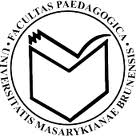 FACULTAS PAEDAGOGICA
UNIVERSITATIS MASARYKIANAE BRUNENSIS